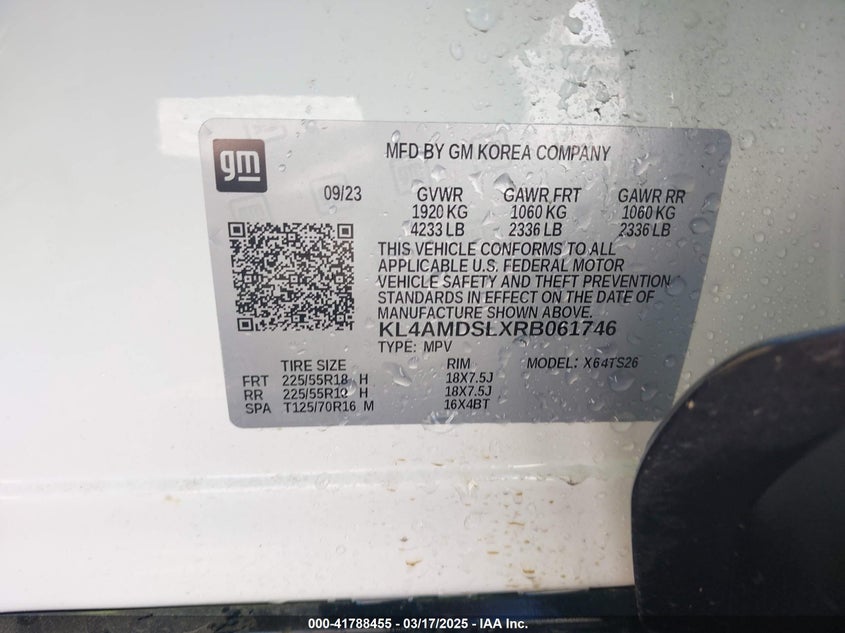 gm
MFD BY GM KOREA COMPANY
09/23 GVWR GAWR FRT GAWR RR
1920 KG 1060 KG 1060 KG
4233 LB 2336 LB 2336 LB
THIS VEHICLE CONFORMS TO ALL
APPLICABLE U.S. FEDERAL MOTOR
VEHICLE SAFETY AND THEFT PREVENTION
STANDARDS IN EFFECT ON THE DATE OF
MANUFACTURE SHOWN ABOVE.
KL4AMDSLXRB061746
TYPE: MPV
TIRE SIZE RIM MODEL: X64TS26
FRT 225/55R18 H 18X7.5J
RR 225/55R18 H 18X7.5J
SPA T125/70R16 M 16X4BT
000-41788455 - 03/17/2025 - IAA Inc.